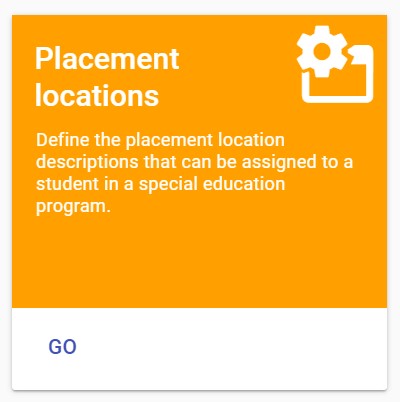 Placement
locations
Define the placement location
descriptions that can be assigned to a
student in a special education
program.
GO